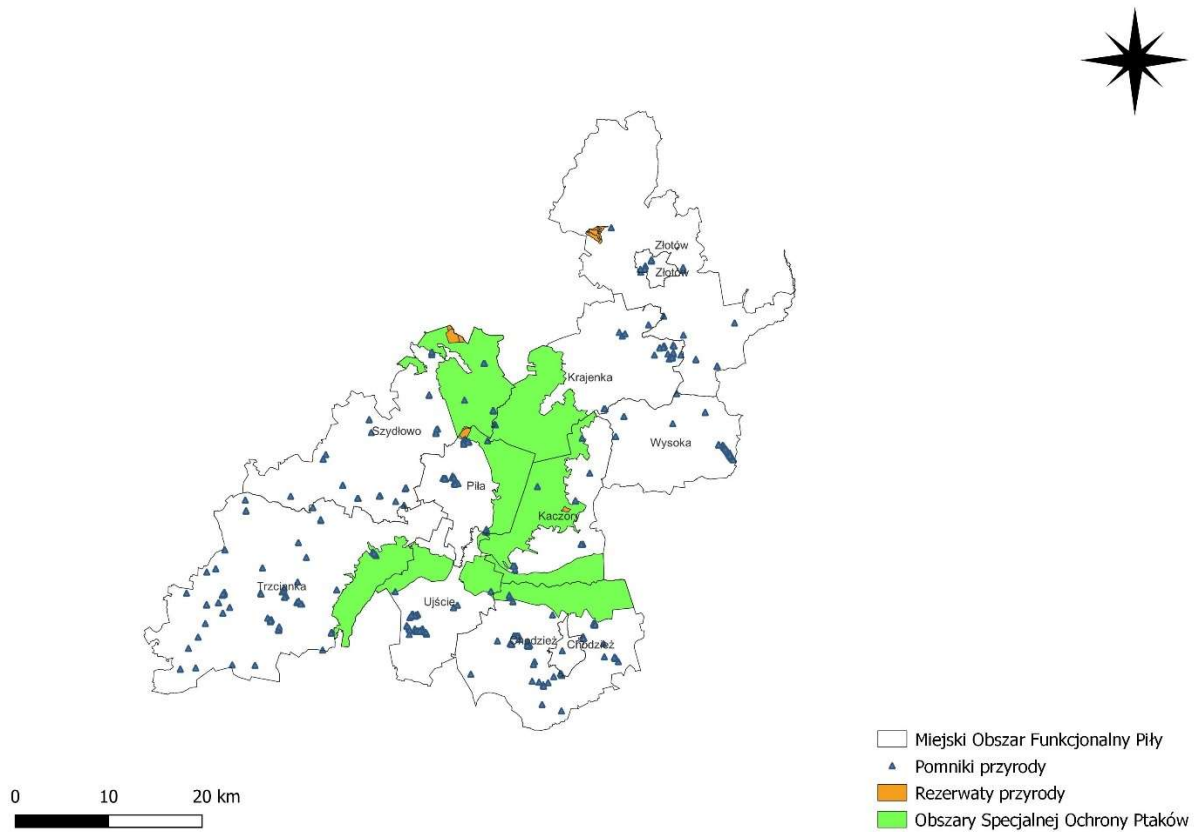 Złotów
Złotów
Krajenka
Szydłowo
Wysoka
Piła
Kaczory
Trzcianka
Ujście
Chodzież
Chodzież
Miejski Obszar Funkcjonalny Piły
Pomniki przyrody
Rezerwaty przyrody
Obszary Specjalnej Ochrony Ptaków
0 10 20 km